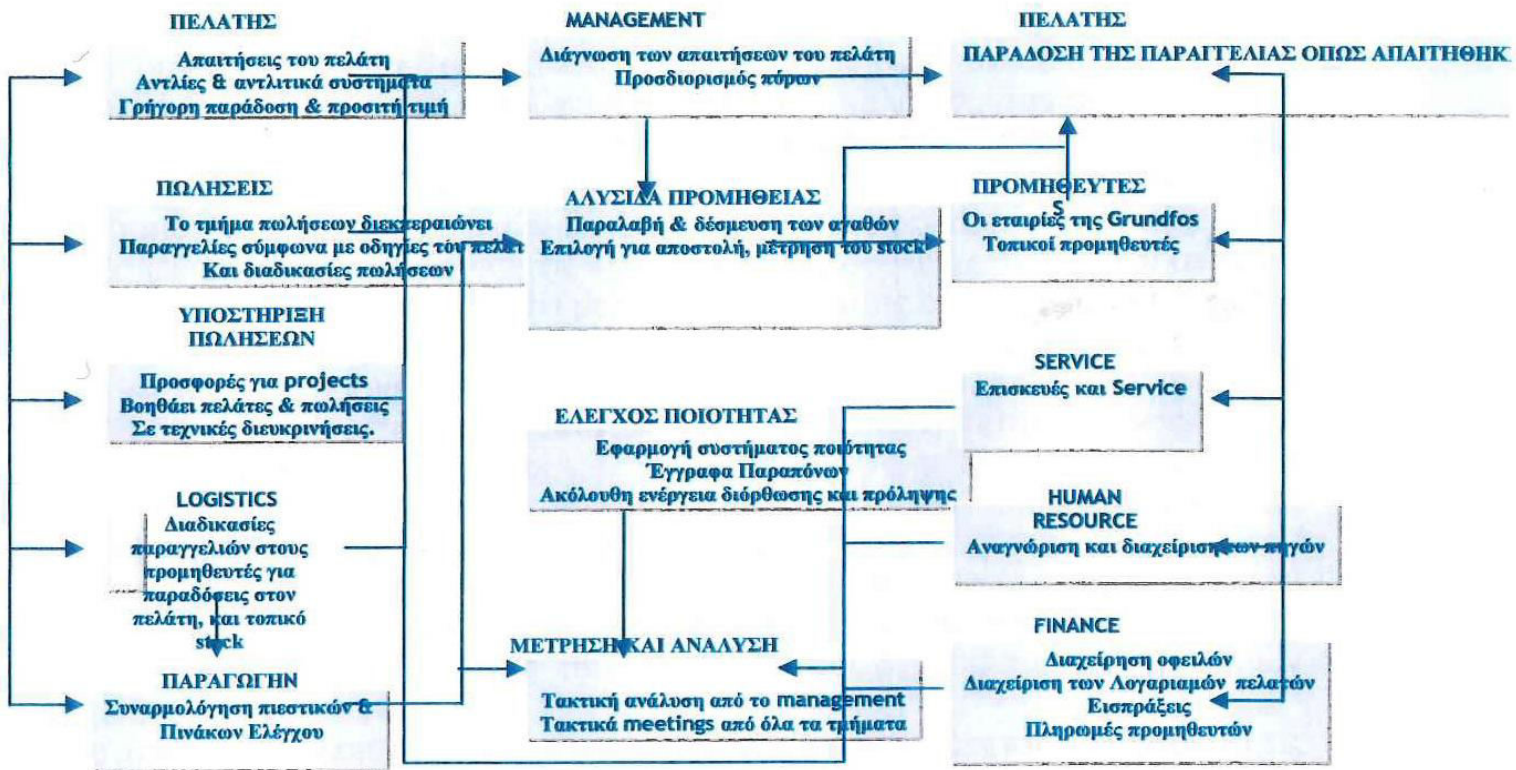 ΠΕΛΑΤΗΣ
Απαιτήσεις του πελάτη
Αντλίες & αντλιτικά συστήματα
Γρήγορη παράδοση & προσιτή τιμή
MANAGEMENT
Διάγνωση των απαιτήσεων του πελάτη
Προσδιορισμός πύρων
ΠΕΛΑΤΗΣ
ΠΑΡΑΔΟΣΗ ΤΗΣ ΠΑΡΑΓΓΕΛΙΑΣ ΟΠΩΣ ΑΠΑΙΤΗΘΗΚ
ΠΩΛΗΣΕΙΣ
Το τμήμα πωλήσεων διεκπεραιώνει
Παραγγελίες σύμφωνα με οδηγίες του πελάτ
Και διαδικασίες πωλήσεων
ΑΛΥΣΙΔΑ ΠΡΟΜΗΘΕΙΑΣ
Παραλαβή & δέσμευση των αγαθών
Επιλογή για αποστολή, μέτρηση του stock
ΠΡΟΜΗΘΕΥΤΕΣ
S
Οι εταιρίες της Grundfos
Τοπικοί προμηθευτές
ΥΠΟΣΤΗΡΙΞΗ
ΠΩΛΗΣΕΩΝ
Προσφορές για projects
Βοηθάει πελάτες & πωλήσεις
Σε τεχνικές διευκρινήσεις.
ΕΛΕΓΧΟΣ ΠΟΙΟΤΗΤΑΣ
Εφαρμογή συστήματος ποιότητας
Έγγραφα Παραπόνων
Ακόλουθη ενέργεια διόρθωσης και πρόληψης
SERVICE
Επισκευές και Service
LOGISTICS
Διαδικασίες
παραγγελιών στους
προμηθευτές για
παραδόσεις στον
πελάτη, και τοπικό
stock
HUMAN
RESOURCE
Αναγνώριση και διαχείριση των πηγών
ΠΑΡΑΓΩΓΗΝ
Συναρμολόγηση πιεστικών &
Πινάκων Ελέγχου
ΜΕΤΡΗΣΗ ΚΑΙ ΑΝΑΛΥΣΗ
Τακτική ανάλυση από το management
Τακτικά meetings από όλα τα τμήματα
FINANCE
Διαχείρηση οφειλών
Διαχείριση των Λογαριαμών πελατών
Εισπράξεις
Πληρωμές προμηθευτών